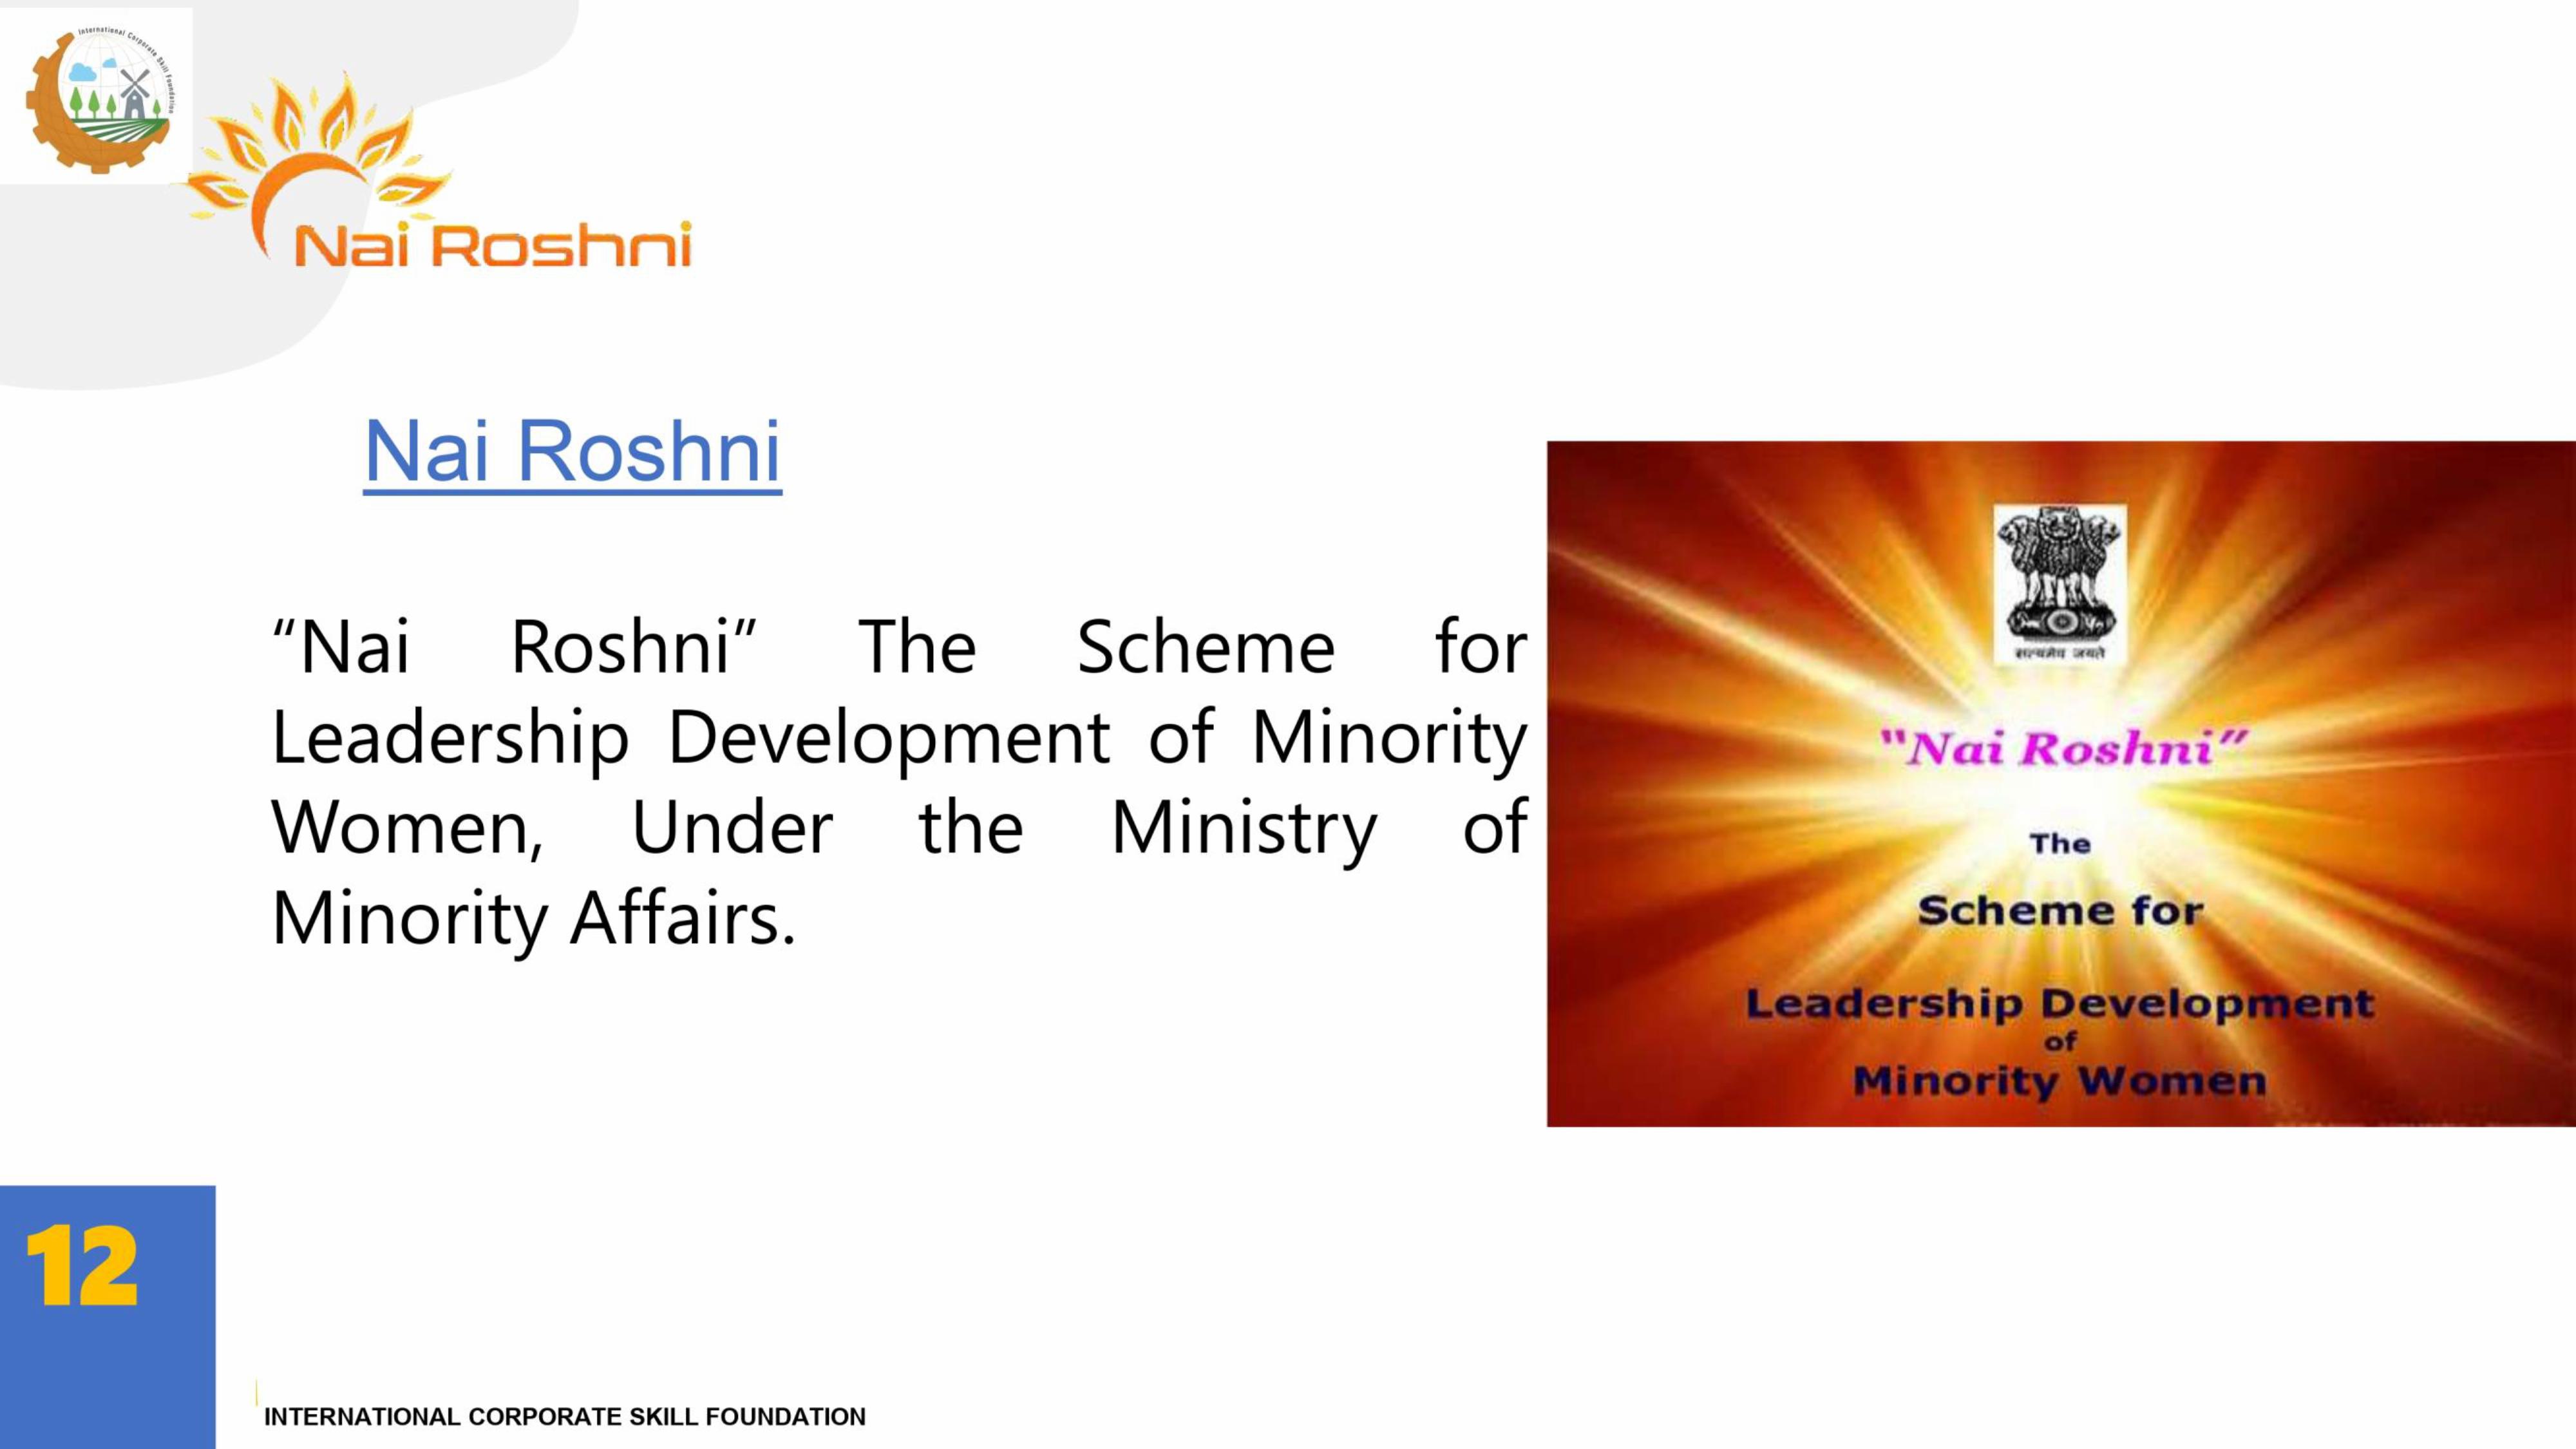 International Corporate Skill Foundation
Nai Roshni
Nai Roshni
“Nai Roshni” The Scheme for
Leadership Development of Minority
Women, Under the Ministry of
Minority Affairs.
सत्यमेव जयते
"Nai Roshni"
The
Scheme for
Leadership Development
of
Minority Women
12
INTERNATIONAL CORPORATE SKILL FOUNDATION